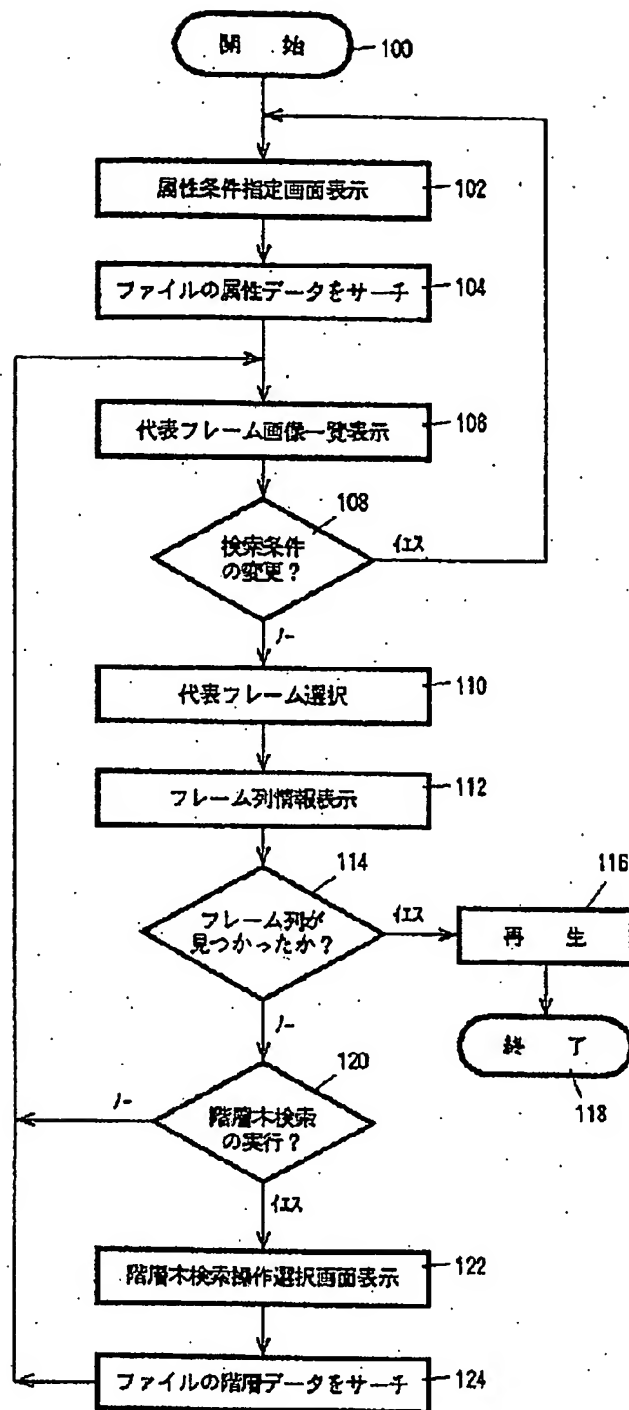 開 始
100
属性条件指定画面表示
102
ファイルの属性データをサーチ
104
代表フレーム画像一覧表示
106
108
検索条件
の変更?
イエス
ノー
代表フレーム選択
110
フレーム列情報表示
112
114
フレーム列が
見つかったか?
イエス
116
再 生
ノー
終 了
118
120
階層木検索
の実行?
ノー
イエス
階層木検索操作選択画面表示
122
ファイルの階層データをサーチ
124